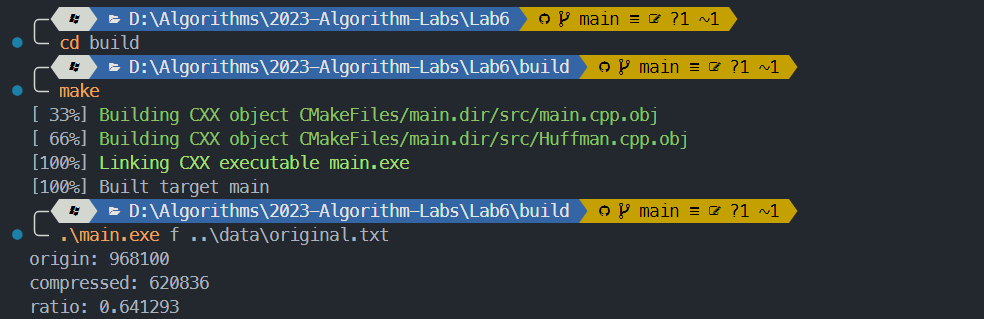 D:\Algorithms\2023-Algorithm-Labs\Lab6 main ≡ ?1 ~1
cd build
D:\Algorithms\2023-Algorithm-Labs\Lab6\build main ≡ ?1 ~1
make
[ 33%] Building CXX object CMakeFiles/main.dir/src/main.cpp.obj
[ 66%] Building CXX object CMakeFiles/main.dir/src/Huffman.cpp.obj
[100%] Linking CXX executable main.exe
[100%] Built target main
D:\Algorithms\2023-Algorithm-Labs\Lab6\build main ≡ ?1 ~1
.\main.exe f ..\data\original.txt
origin: 968100
compressed: 620836
ratio: 0.641293